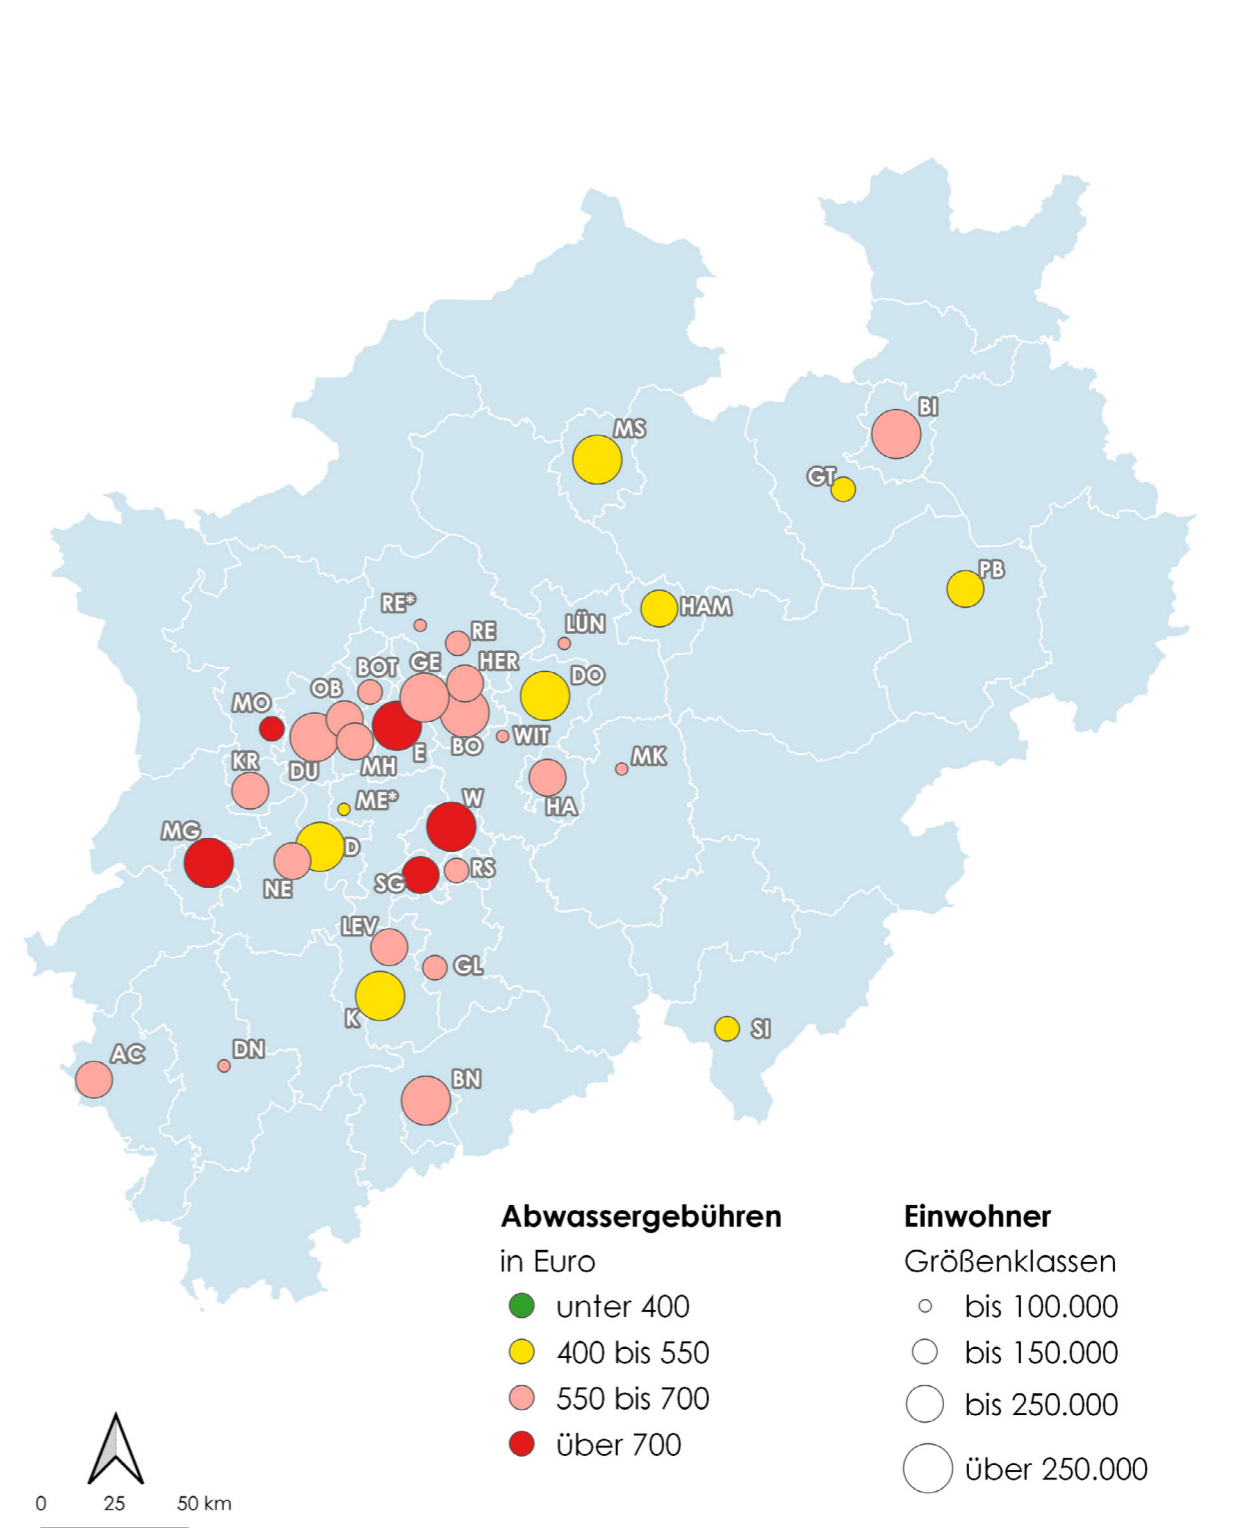 BI
MS
GT
PB
RE*
HAM
LÜN
RE
BOT
GE
HER
DO
OB
MO
WIT
BO
E
MK
KR
DU
MH
HA
ME*
W
MG
D
RS
NE
SG
LEV
GL
K
SI
AC
DN
BN
Abwassergebühren
in Euro
unter 400
400 bis 550
550 bis 700
über 700
Einwohner
Größenklassen
bis 100.000
bis 150.000
bis 250.000
über 250.000
0 25 50 km